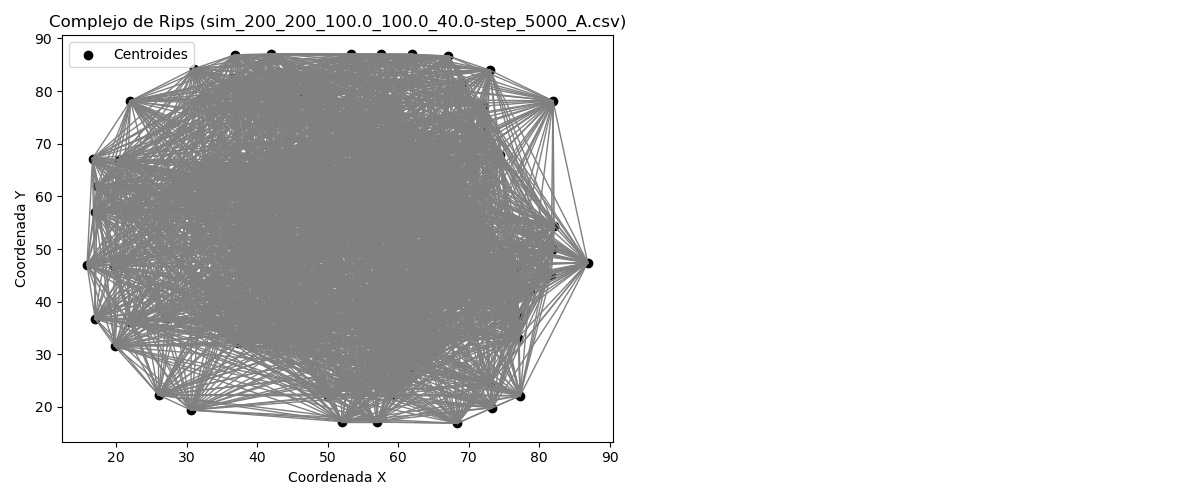 Complejo de Rips (sim_200_200_100.0_100.0_40.0-step_5000_A.csv)
Centroides
90
80
70
60
50
40
30
20
Coordenada Y
20 30 40 50 60 70 80 90
Coordenada X